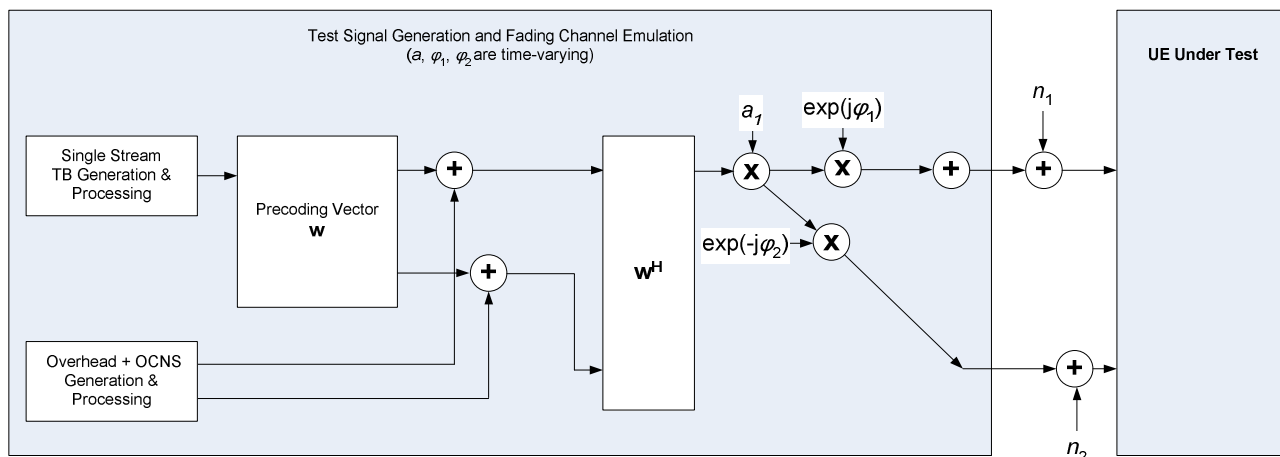 Test Signal Generation and Fading Channel Emulation
(a, φ1, φ2 are time-varying)
UE Under Test
n1
a1
exp(jφ1)
Single Stream
TB Generation &
Processing
+
x
x
+
+
Precoding Vector
w
exp(-jφ2)
x
+
wH
Overhead + OCNS
Generation &
Processing
+
n2